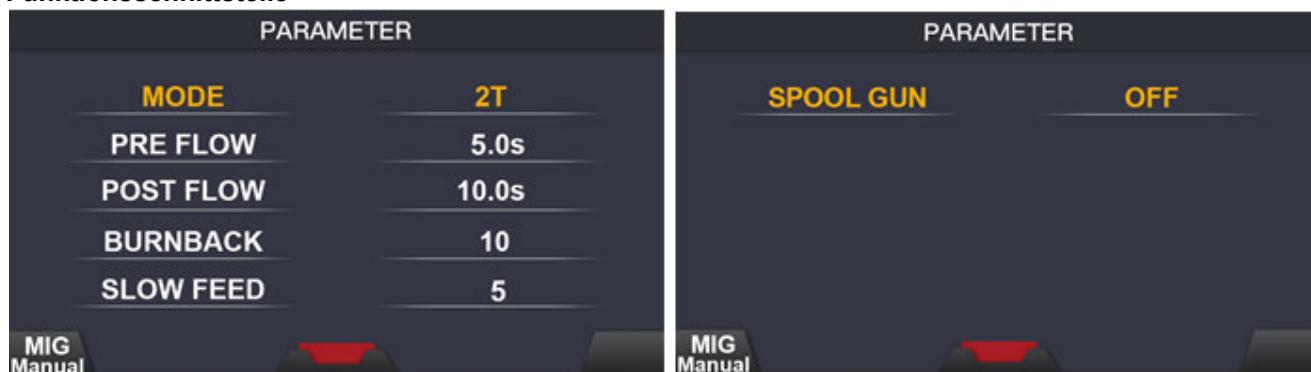 PARAMETER
MODE 2T
PRE FLOW 5.0s
POST FLOW 10.0s
BURNBACK 10
SLOW FEED 5
MIG
Manual
PARAMETER
SPOOL GUN OFF
MIG
Manual